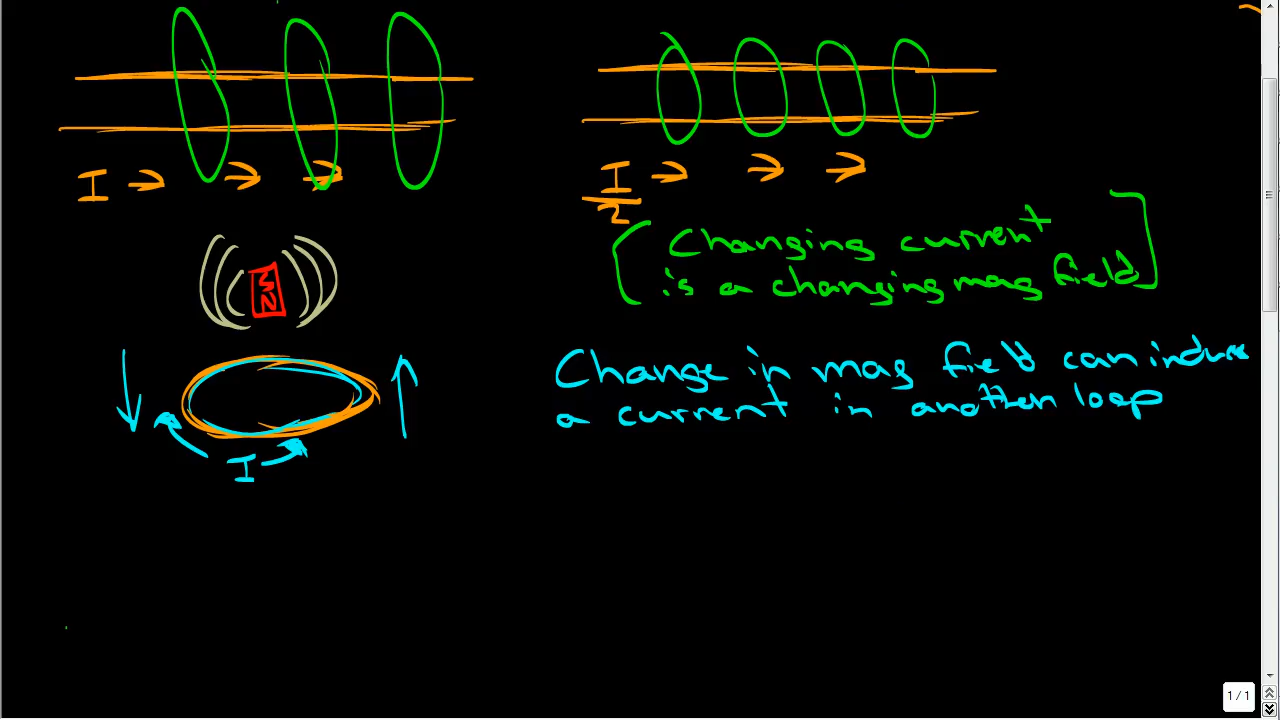 I → → →
I/2 → → →
[Changing current
is a changing mag field]
Change in mag field can induce
a current in another loop
I
1 / 1